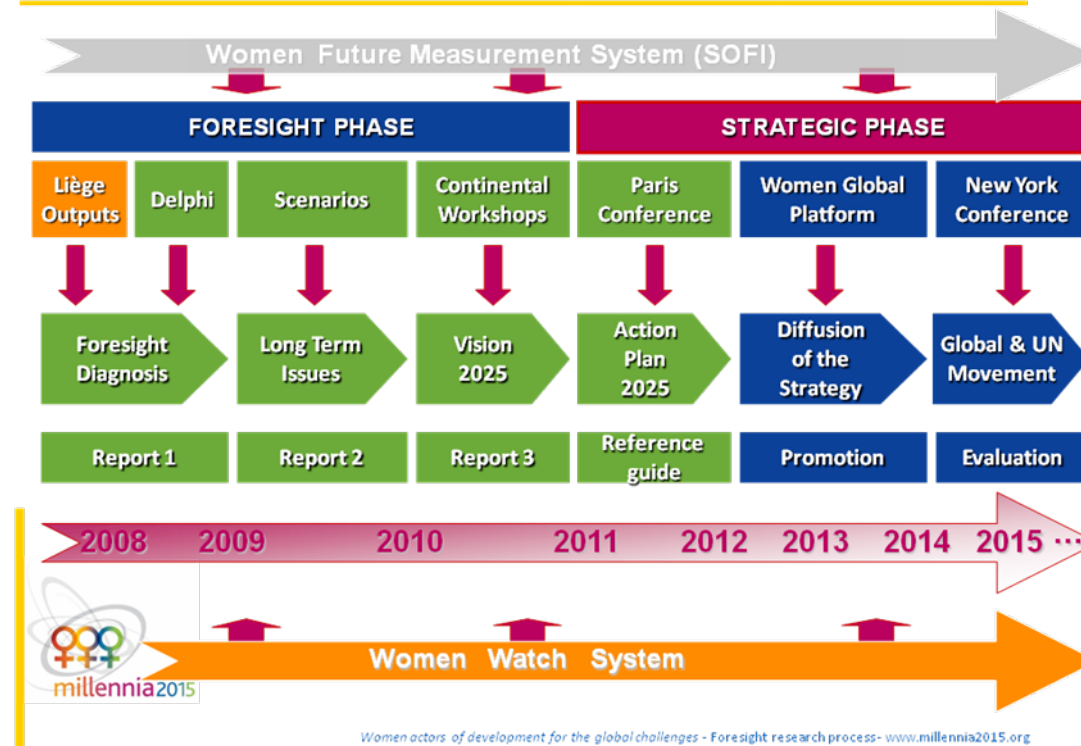 Women Future Measurement System (SOFI)
FORESIGHT PHASE
STRATEGIC PHASE
Liège
Outputs
Delphi
Scenarios
Continental
Workshops
Paris
Conference
Women Global
Platform
New York
Conference
Foresight
Diagnosis
Long Term
Issues
Vision
2025
Action
Plan
2025
Diffusion
of the
Strategy
Global & UN
Movement
Report 1
Report 2
Report 3
Reference
guide
Promotion
Evaluation
2008 2009 2010 2011 2012 2013 2014 2015 ...
Women Watch System
millennia2015
Women actors of development for the global challenges - Foresight research process- www.millennia2015.org